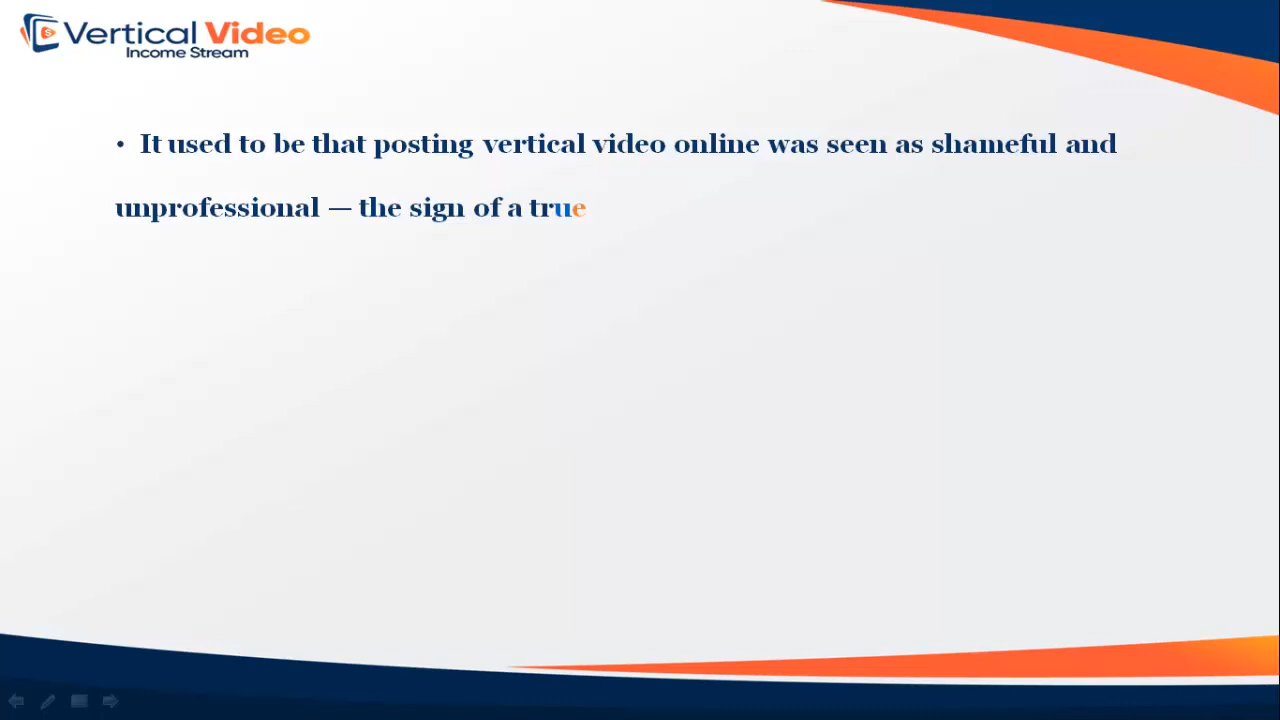 Vertical Video
Income Stream
• It used to be that posting vertical video online was seen as shameful and
unprofessional — the sign of a true